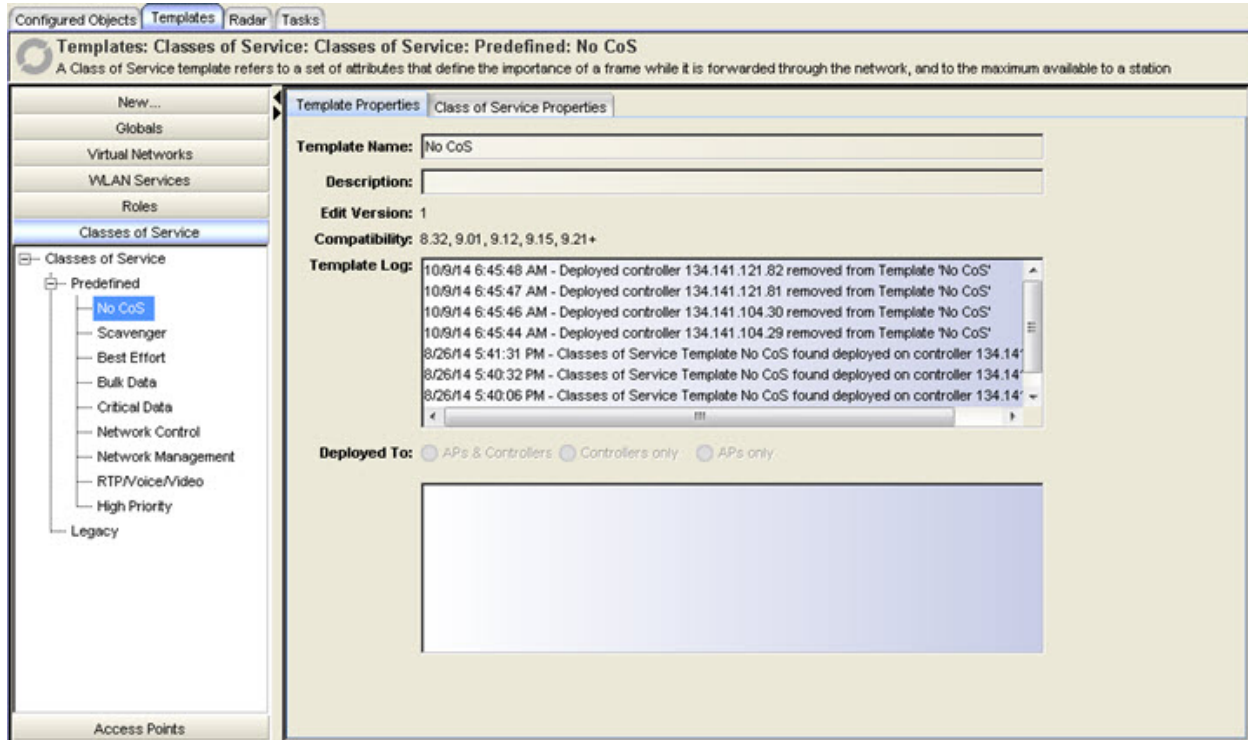 Configured Objects Templates Radar Tasks
Templates: Classes of Service: Classes of Service: Predefined: No CoS
A Class of Service template refers to a set of attributes that define the importance of a frame while it is forwarded through the network, and to the maximum available to a station
New...
Globals
Virtual Networks
WLAN Services
Roles
Classes of Service
Classes of Service
Predefined
No CoS
Scavenger
Best Effort
Bulk Data
Critical Data
Network Control
Network Management
RTP/Voice/Video
High Priority
Legacy
Access Points
Template Properties Class of Service Properties
Template Name: No CoS
Description:
Edit Version: 1
Compatibility: 8.32, 9.01, 9.12, 9.15, 9.21+
Template Log:
10/9/14 6:45:48 AM - Deployed controller 134.141.121.82 removed from Template 'No CoS'
10/9/14 6:45:47 AM - Deployed controller 134.141.121.81 removed from Template 'No CoS'
10/9/14 6:45:46 AM - Deployed controller 134.141.104.30 removed from Template 'No CoS'
10/9/14 6:45:44 AM - Deployed controller 134.141.104.29 removed from Template 'No CoS'
8/26/14 5:41:31 PM - Classes of Service Template No CoS found deployed on controller 134.14
8/26/14 5:40:32 PM - Classes of Service Template No CoS found deployed on controller 134.14
8/26/14 5:40:06 PM - Classes of Service Template No CoS found deployed on controller 134.14
Deployed To: APs & Controllers Controllers only APs only